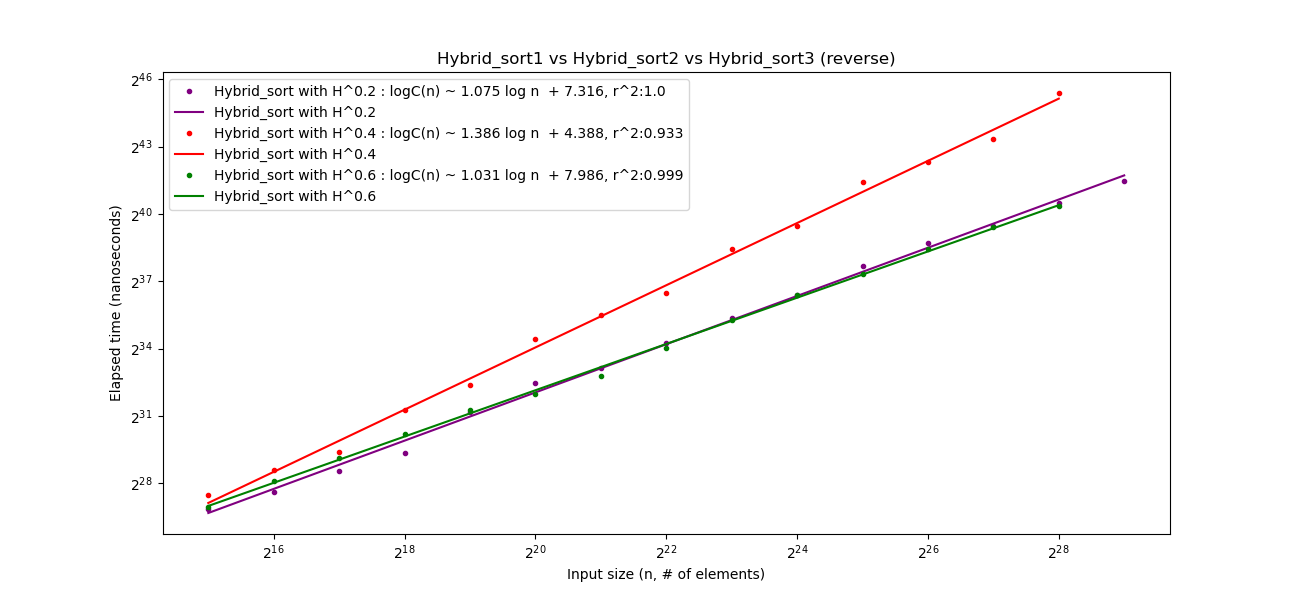 Hybrid_sort1 vs Hybrid_sort2 vs Hybrid_sort3 (reverse)
Hybrid_sort with H^0.2 : logC(n) ~ 1.075 log n  + 7.316, r^2:1.0
Hybrid_sort with H^0.2
Hybrid_sort with H^0.4 : logC(n) ~ 1.386 log n  + 4.388, r^2:0.933
Hybrid_sort with H^0.4
Hybrid_sort with H^0.6 : logC(n) ~ 1.031 log n  + 7.986, r^2:0.999
Hybrid_sort with H^0.6
Elapsed time (nanoseconds)
2^46
2^43
2^40
2^37
2^34
2^31
2^28
2^16 2^18 2^20 2^22 2^24 2^26 2^28
Input size (n, # of elements)